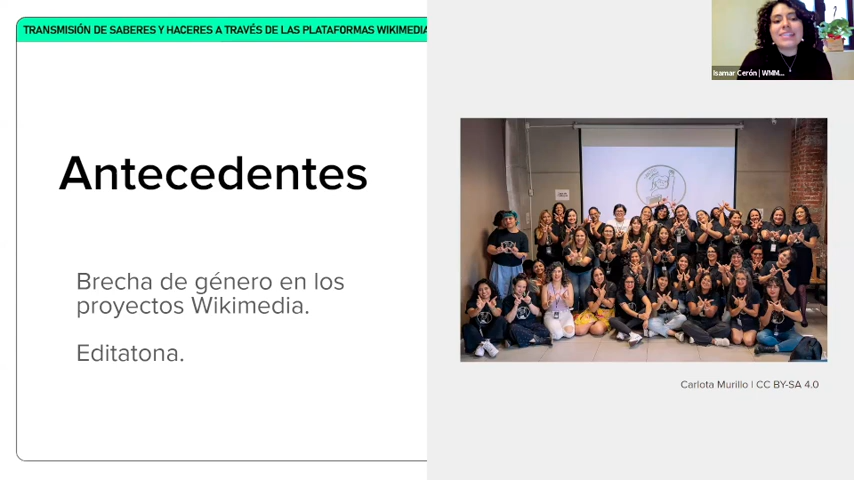 TRANSMISIÓN DE SABERES Y HACERES A TRAVÉS DE LAS PLATAFORMAS WIKIMEDIA
Isamar Cerón | WMM...
Antecedentes
Brecha de género en los
proyectos Wikimedia.
Editatona.
Carlota Murillo | CC BY-SA 4.0